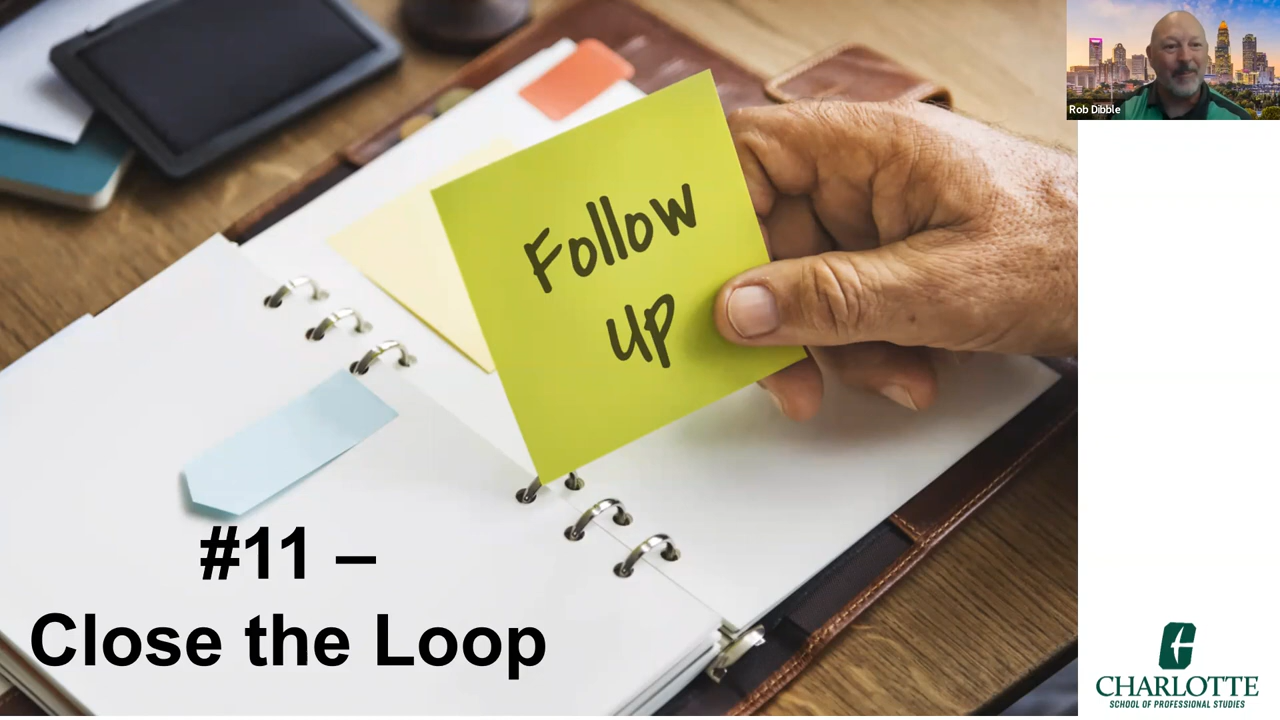 Rob Dibble
Follow
UP
#11 –
Close the Loop
CHARLOTTE
SCHOOL OF PROFESSIONAL STUDIES